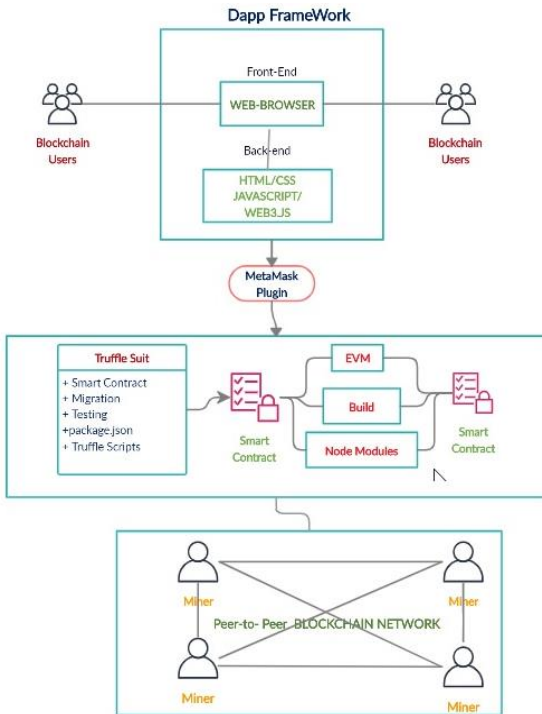 Dapp FrameWork
Front-End
WEB-BROWSER
Blockchain
Users
Blockchain
Users
Back-end
HTML/CSS
JAVASCRIPT/
WEB3.JS
MetaMask
Plugin
Truffle Suit
+ Smart Contract
+ Migration
+ Testing
+package.json
+ Truffle Scripts
Smart
Contract
EVM
Build
Node Modules
Smart
Contract
Miner
Miner
Peer-to- Peer BLOCKCHAIN NETWORK
Miner
Miner